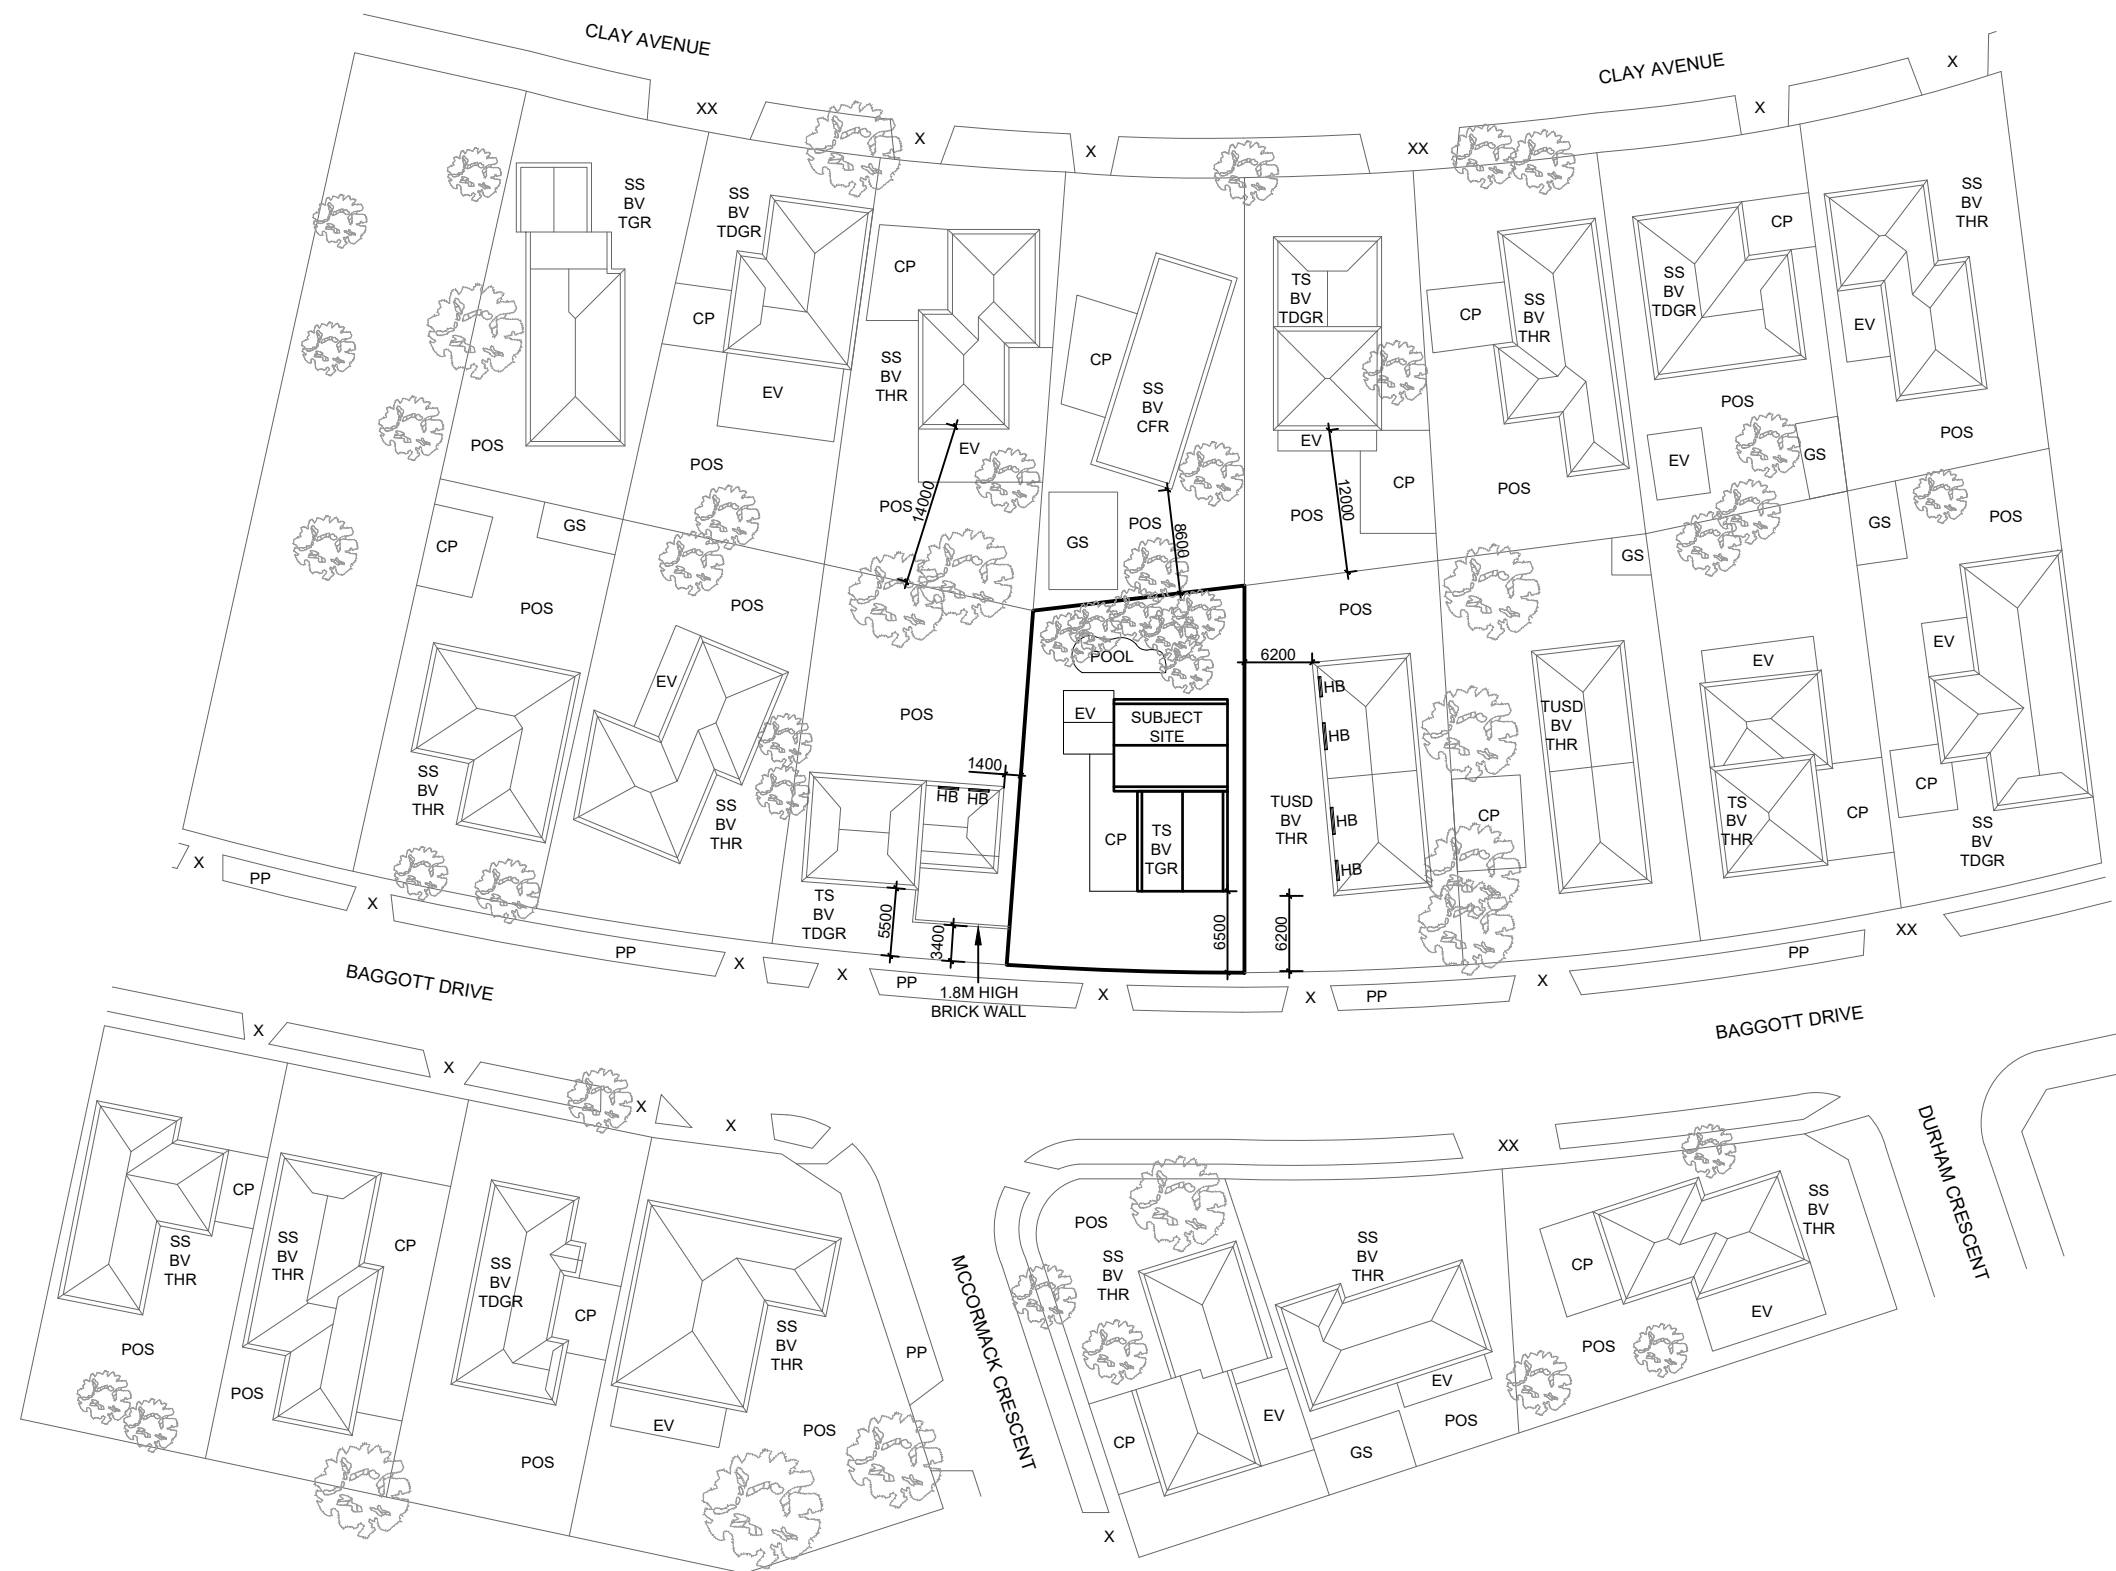 CLAY AVENUE
CLAY AVENUE
X
XX
X
X
X
XX
SS
BV
TGR
SS
BV
TDGR
SS
BV
THR
CP
CP
CP
TS
BV
TDGR
SS
BV
TDGR
SS
BV
THR
CP
EV
CP
SS
BV
THR
CP
SS
BV
CFR
EV
POS
EV
POS
POS
EV
POS
EV
GS
POS
POS
14000
CP
POS
12000
POS
CP
GS
GS
POS
8600
GS
POS
GS
POS
POS
POS
EV
POOL
6200
EV
EV
HB
POS
EV
SUBJECT
SITE
TUSD
BV
THR
HB
1400
SS
BV
THR
HB
HB
SS
BV
THR
TUSD
BV
THR
HB
CP
TS
BV
THR
CP
CP
SS
BV
TDGR
CP
TS
BV
TGR
HB
X
PP
X
TS
BV
TDGR
5500
3400
6500
6200
XX
PP
X
X
PP
1.8M HIGH
BRICK WALL
X
X
PP
X
PP
BAGGOTT DRIVE
BAGGOTT DRIVE
X
X
X
X
XX
DURHAM CRESCENT
MCCORMACK CRESCENT
CP
SS
BV
THR
SS
BV
THR
CP
SS
BV
TDGR
CP
SS
BV
THR
POS
POS
EV
POS
POS
PP
POS
SS
BV
THR
SS
BV
THR
SS
BV
THR
CP
EV
POS
EV
EV
POS
CP
GS
X